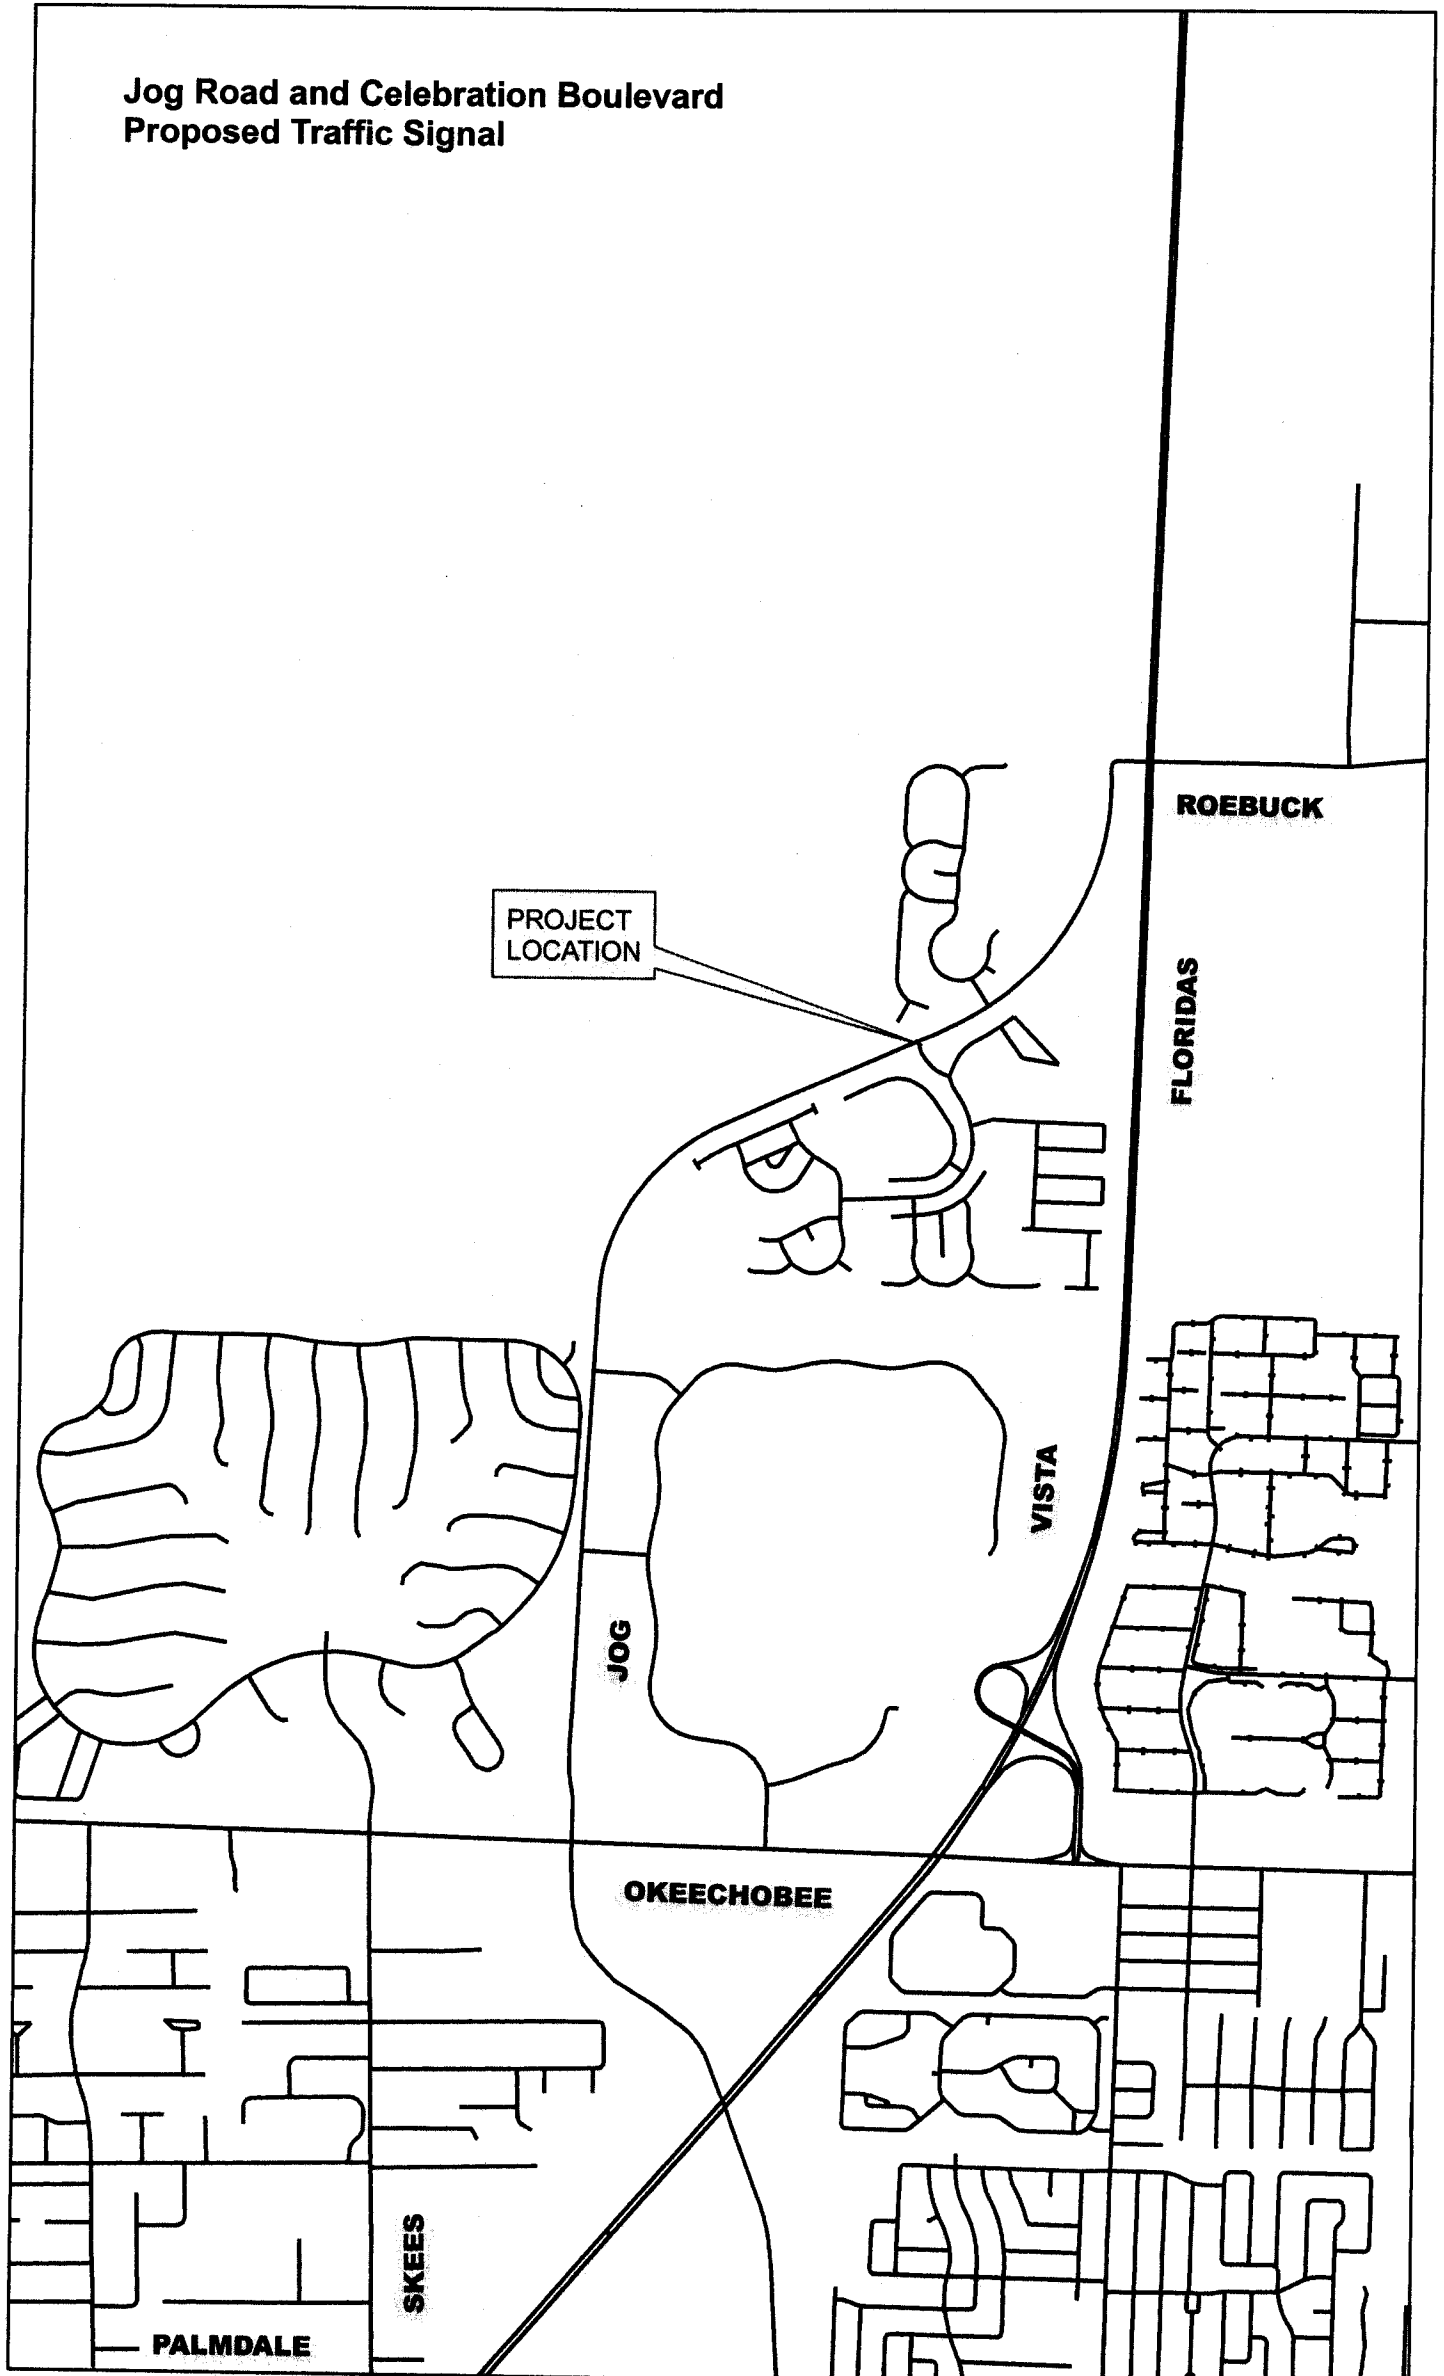 Jog Road and Celebration Boulevard
Proposed Traffic Signal
ROEBUCK
PROJECT
LOCATION
FLORIDAS
VISTA
JOG
OKEECHOBEE
SKEES
PALMDALE